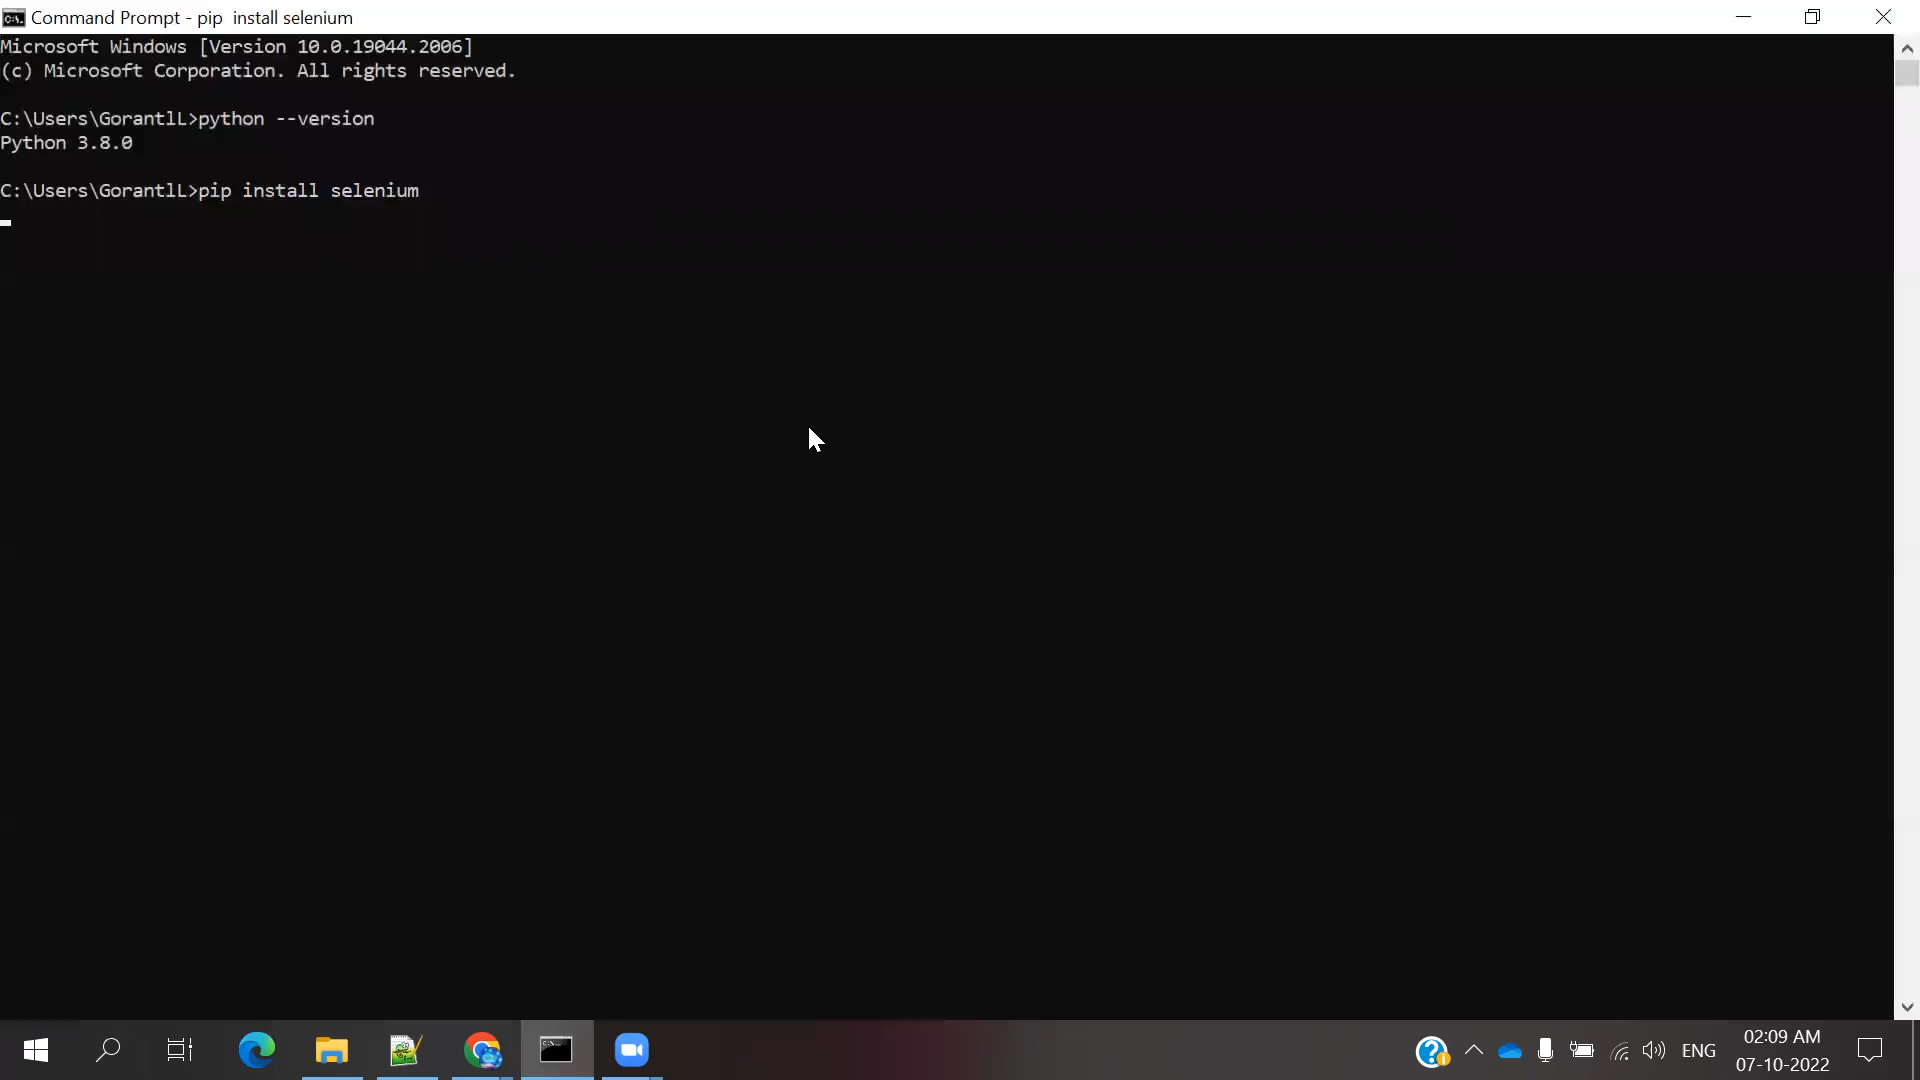 Command Prompt - pip  install selenium
Microsoft Windows [Version 10.0.19044.2006]
(c) Microsoft Corporation. All rights reserved.
C:\Users\GorantlL>python --version
Python 3.8.0
C:\Users\GorantlL>pip install selenium
ENG
02:09 AM
07-10-2022